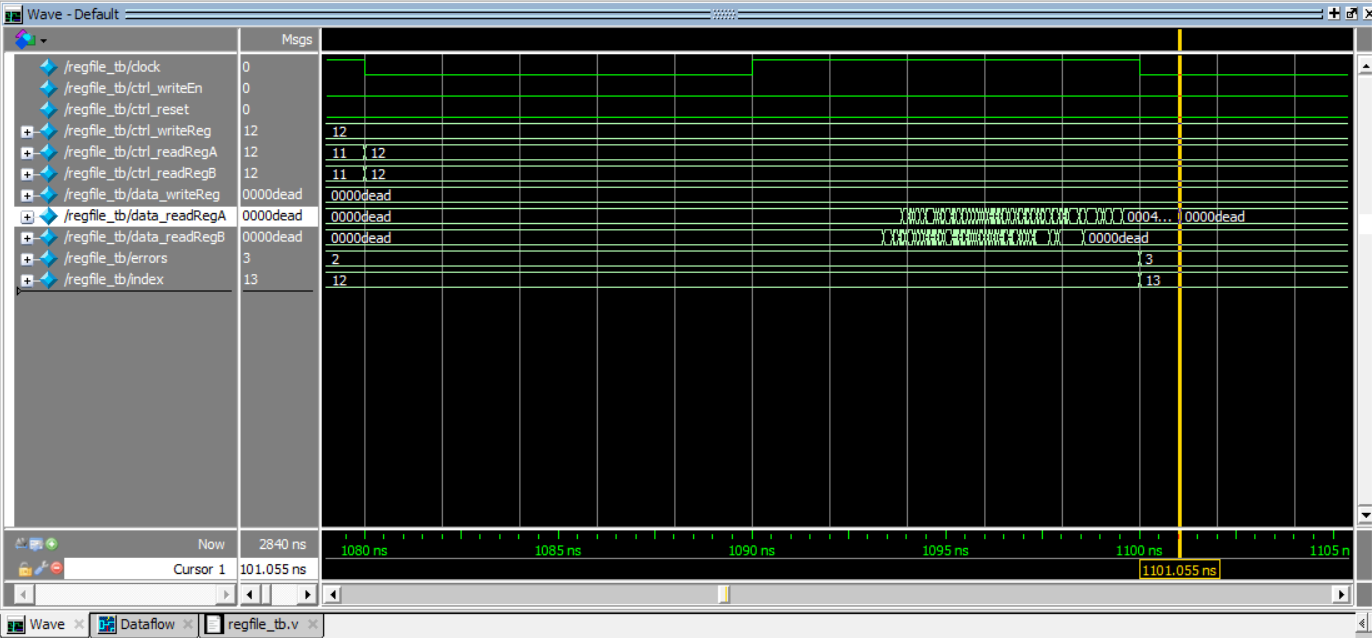 Wave - Default
Msgs
/regfile_tb/clock 0
/regfile_tb/ctrl_writeEn 0
/regfile_tb/ctrl_reset 0
/regfile_tb/ctrl_writeReg 12 12
/regfile_tb/ctrl_readRegA 12 11 12
/regfile_tb/ctrl_readRegB 12 11 12
/regfile_tb/data_writeReg 0000dead 0000dead
/regfile_tb/data_readRegA 0000dead 0000dead 0004... 0000dead
/regfile_tb/data_readRegB 0000dead 0000dead 0000dead
/regfile_tb/errors 3 2 3
/regfile_tb/index 13 12 13
Now 2840 ns 1080 ns 1085 ns 1090 ns 1095 ns 1100 ns 1105 n
Cursor 1 101.055 ns 1101.055 ns
Wave Dataflow regfile_tb.v